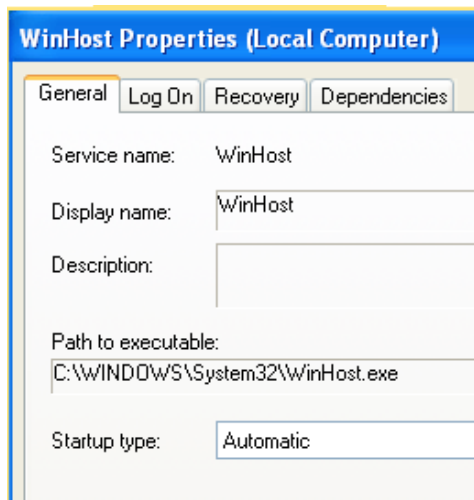 WinHost Properties (Local Computer)
General Log On Recovery Dependencies
Service name: WinHost
Display name: WinHost
Description:
Path to executable:
C:\WINDOWS\System32\WinHost.exe
Startup type: Automatic